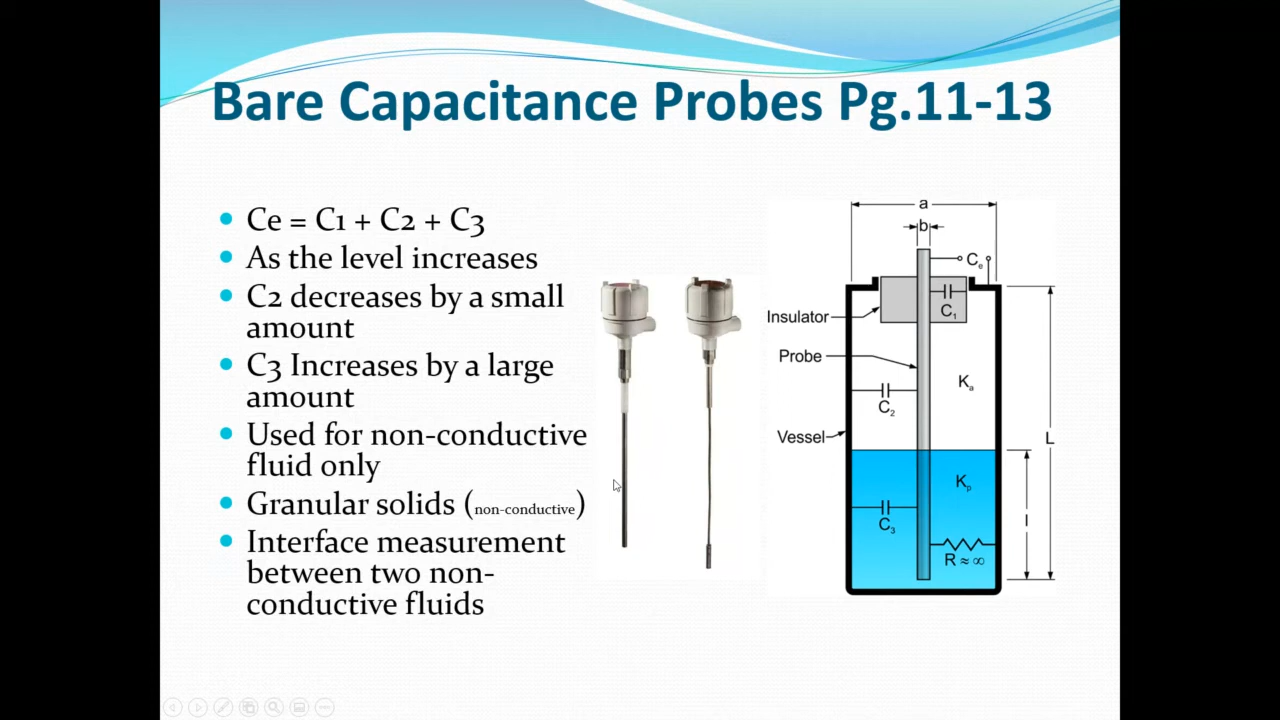 Bare Capacitance Probes Pg.11-13
Ce = C1 + C2 + C3
As the level increases
C2 decreases by a small
amount
C3 Increases by a large
amount
Used for non-conductive
fluid only
Granular solids (non-conductive)
Interface measurement
between two non-
conductive fluids
a
b
Ce
C1
Insulator
Probe
Ka
C2
Vessel
L
Kp
l
C3
R ≈ ∞